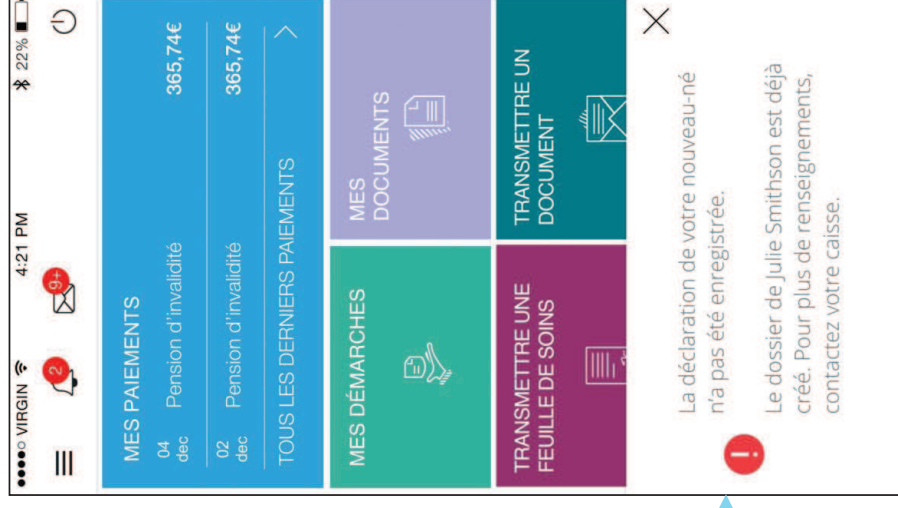 VIRGIN 4:21 PM 22%
2 9+
MES PAIEMENTS
04 dec Pension d'invalidité 365,74€
02 dec Pension d'invalidité 365,74€
TOUS LES DERNIERS PAIEMENTS
MES DÉMARCHES
MES
DOCUMENTS
TRANSMETTRE UNE
FEUILLE DE SOINS
TRANSMETTRE UN
DOCUMENT
La déclaration de votre nouveau-né
n'a pas été enregistrée.
Le dossier de Julie Smithson est déjà
créé. Pour plus de renseignements,
contactez votre caisse.